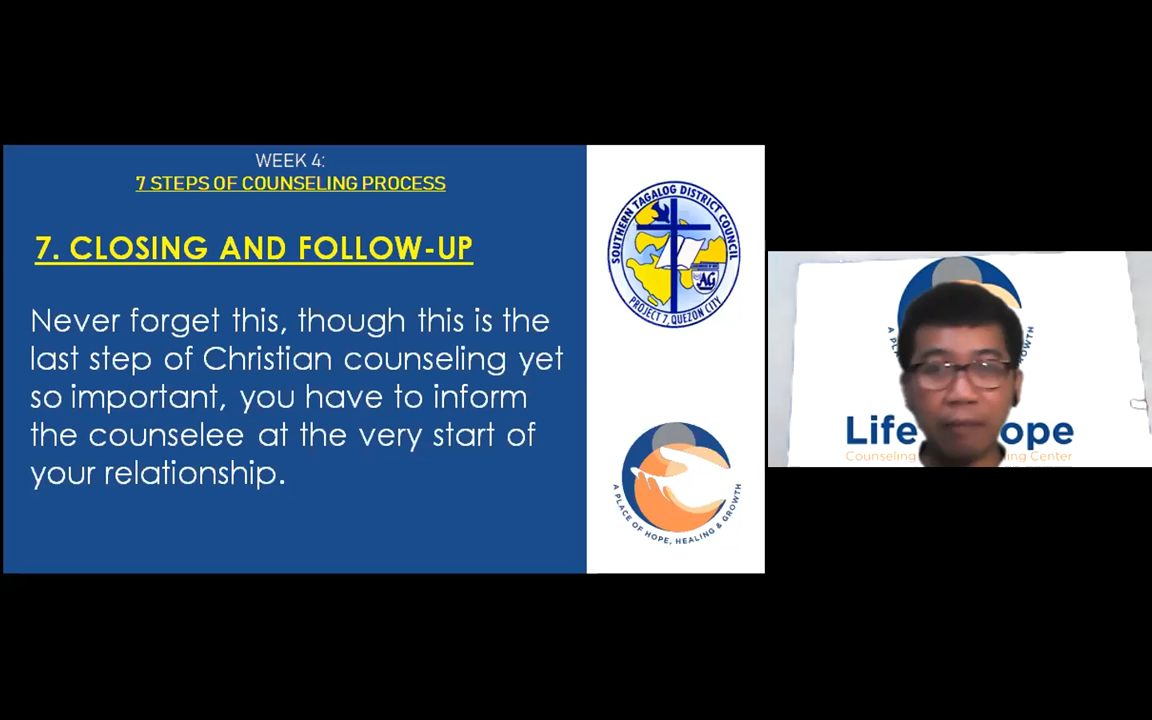 WEEK 4:
7 STEPS OF COUNSELING PROCESS
7. CLOSING AND FOLLOW-UP
Never forget this, though this is the
last step of Christian counseling yet
so important, you have to inform
the counselee at the very start of
your relationship.
SOUTHERN TAGALOG DISTRICT COUNCIL
AG
PROJECT 7, QUEZON CITY
A PLACE OF HOPE, HEALING & GROWTH
A PL
OWTH
Life ope
Counseling ing Center